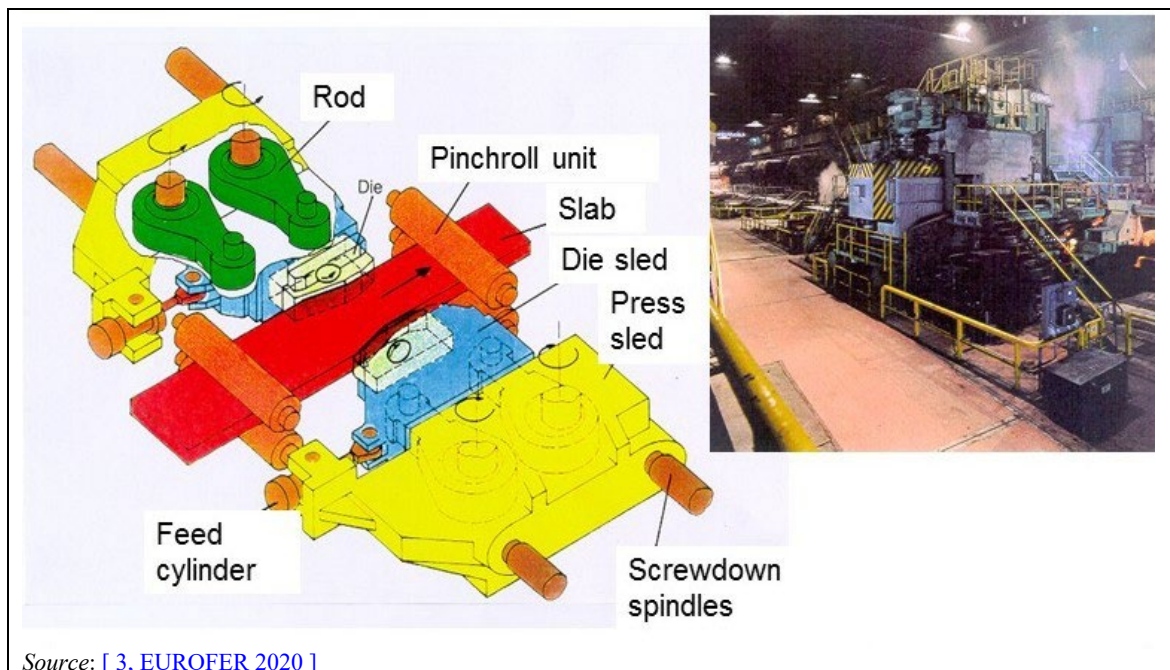 Rod
Pinchroll unit
Die
Slab
Die sled
Press
sled
Feed
cylinder
Screwdown
spindles
Source: [ 3, EUROFER 2020 ]